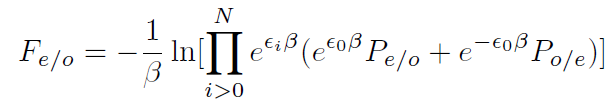 $F_{e/o} = -\frac{1}{\beta} \ln[\prod_{i>0}^{N} e^{\epsilon_i \beta} (e^{\epsilon_0 \beta} P_{e/o} + e^{-\epsilon_0 \beta} P_{o/e})]$